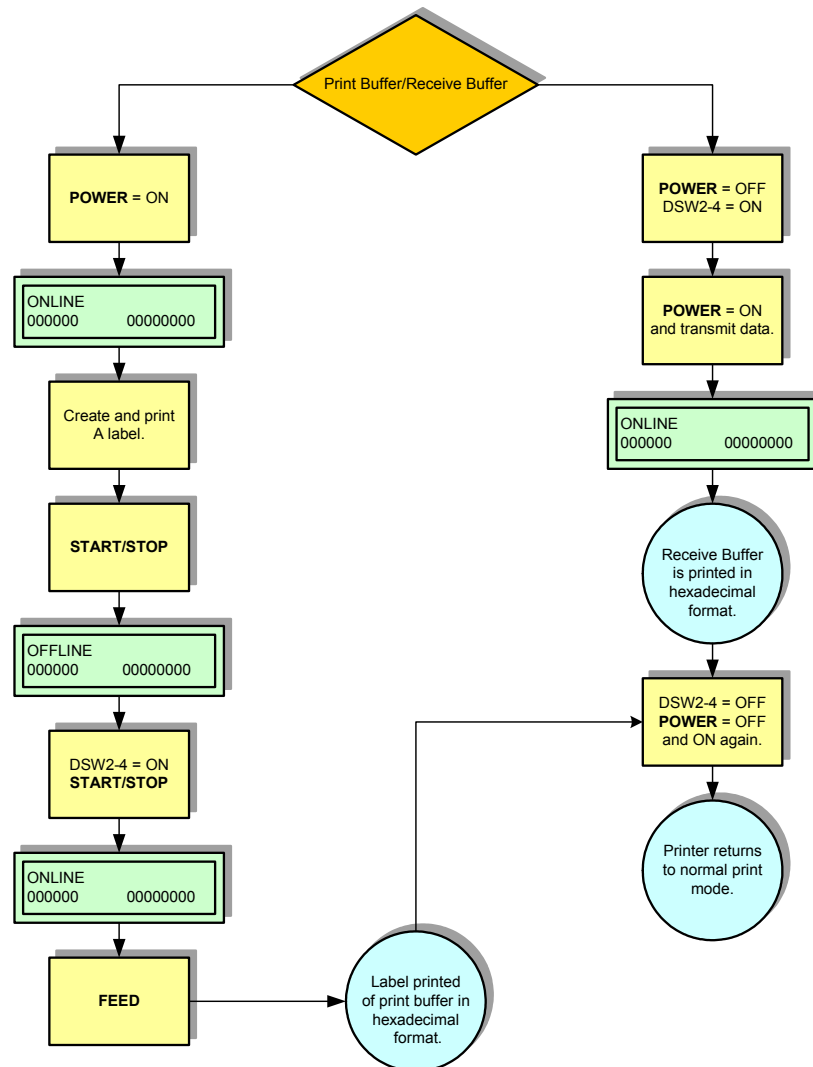 Print Buffer/Receive Buffer
POWER = ON
ONLINE
000000 00000000
Create and print
A label.
START/STOP
OFFLINE
000000 00000000
DSW2-4 = ON
START/STOP
ONLINE
000000 00000000
FEED
Label printed
of print buffer in
hexadecimal
format.
POWER = OFF
DSW2-4 = ON
POWER = ON
and transmit data.
ONLINE
000000 00000000
Receive Buffer
is printed in
hexadecimal
format.
DSW2-4 = OFF
POWER = OFF
and ON again.
Printer returns
to normal print
mode.